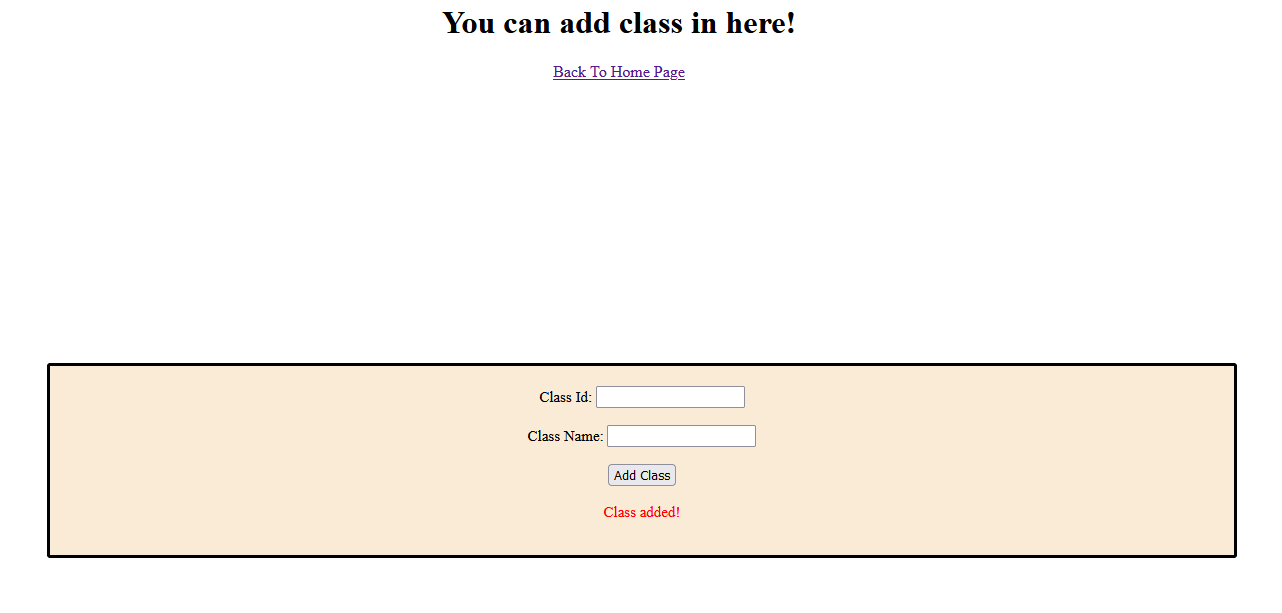 You can add class in here!
Back To Home Page
Class Id:
Class Name:
Add Class
Class added!